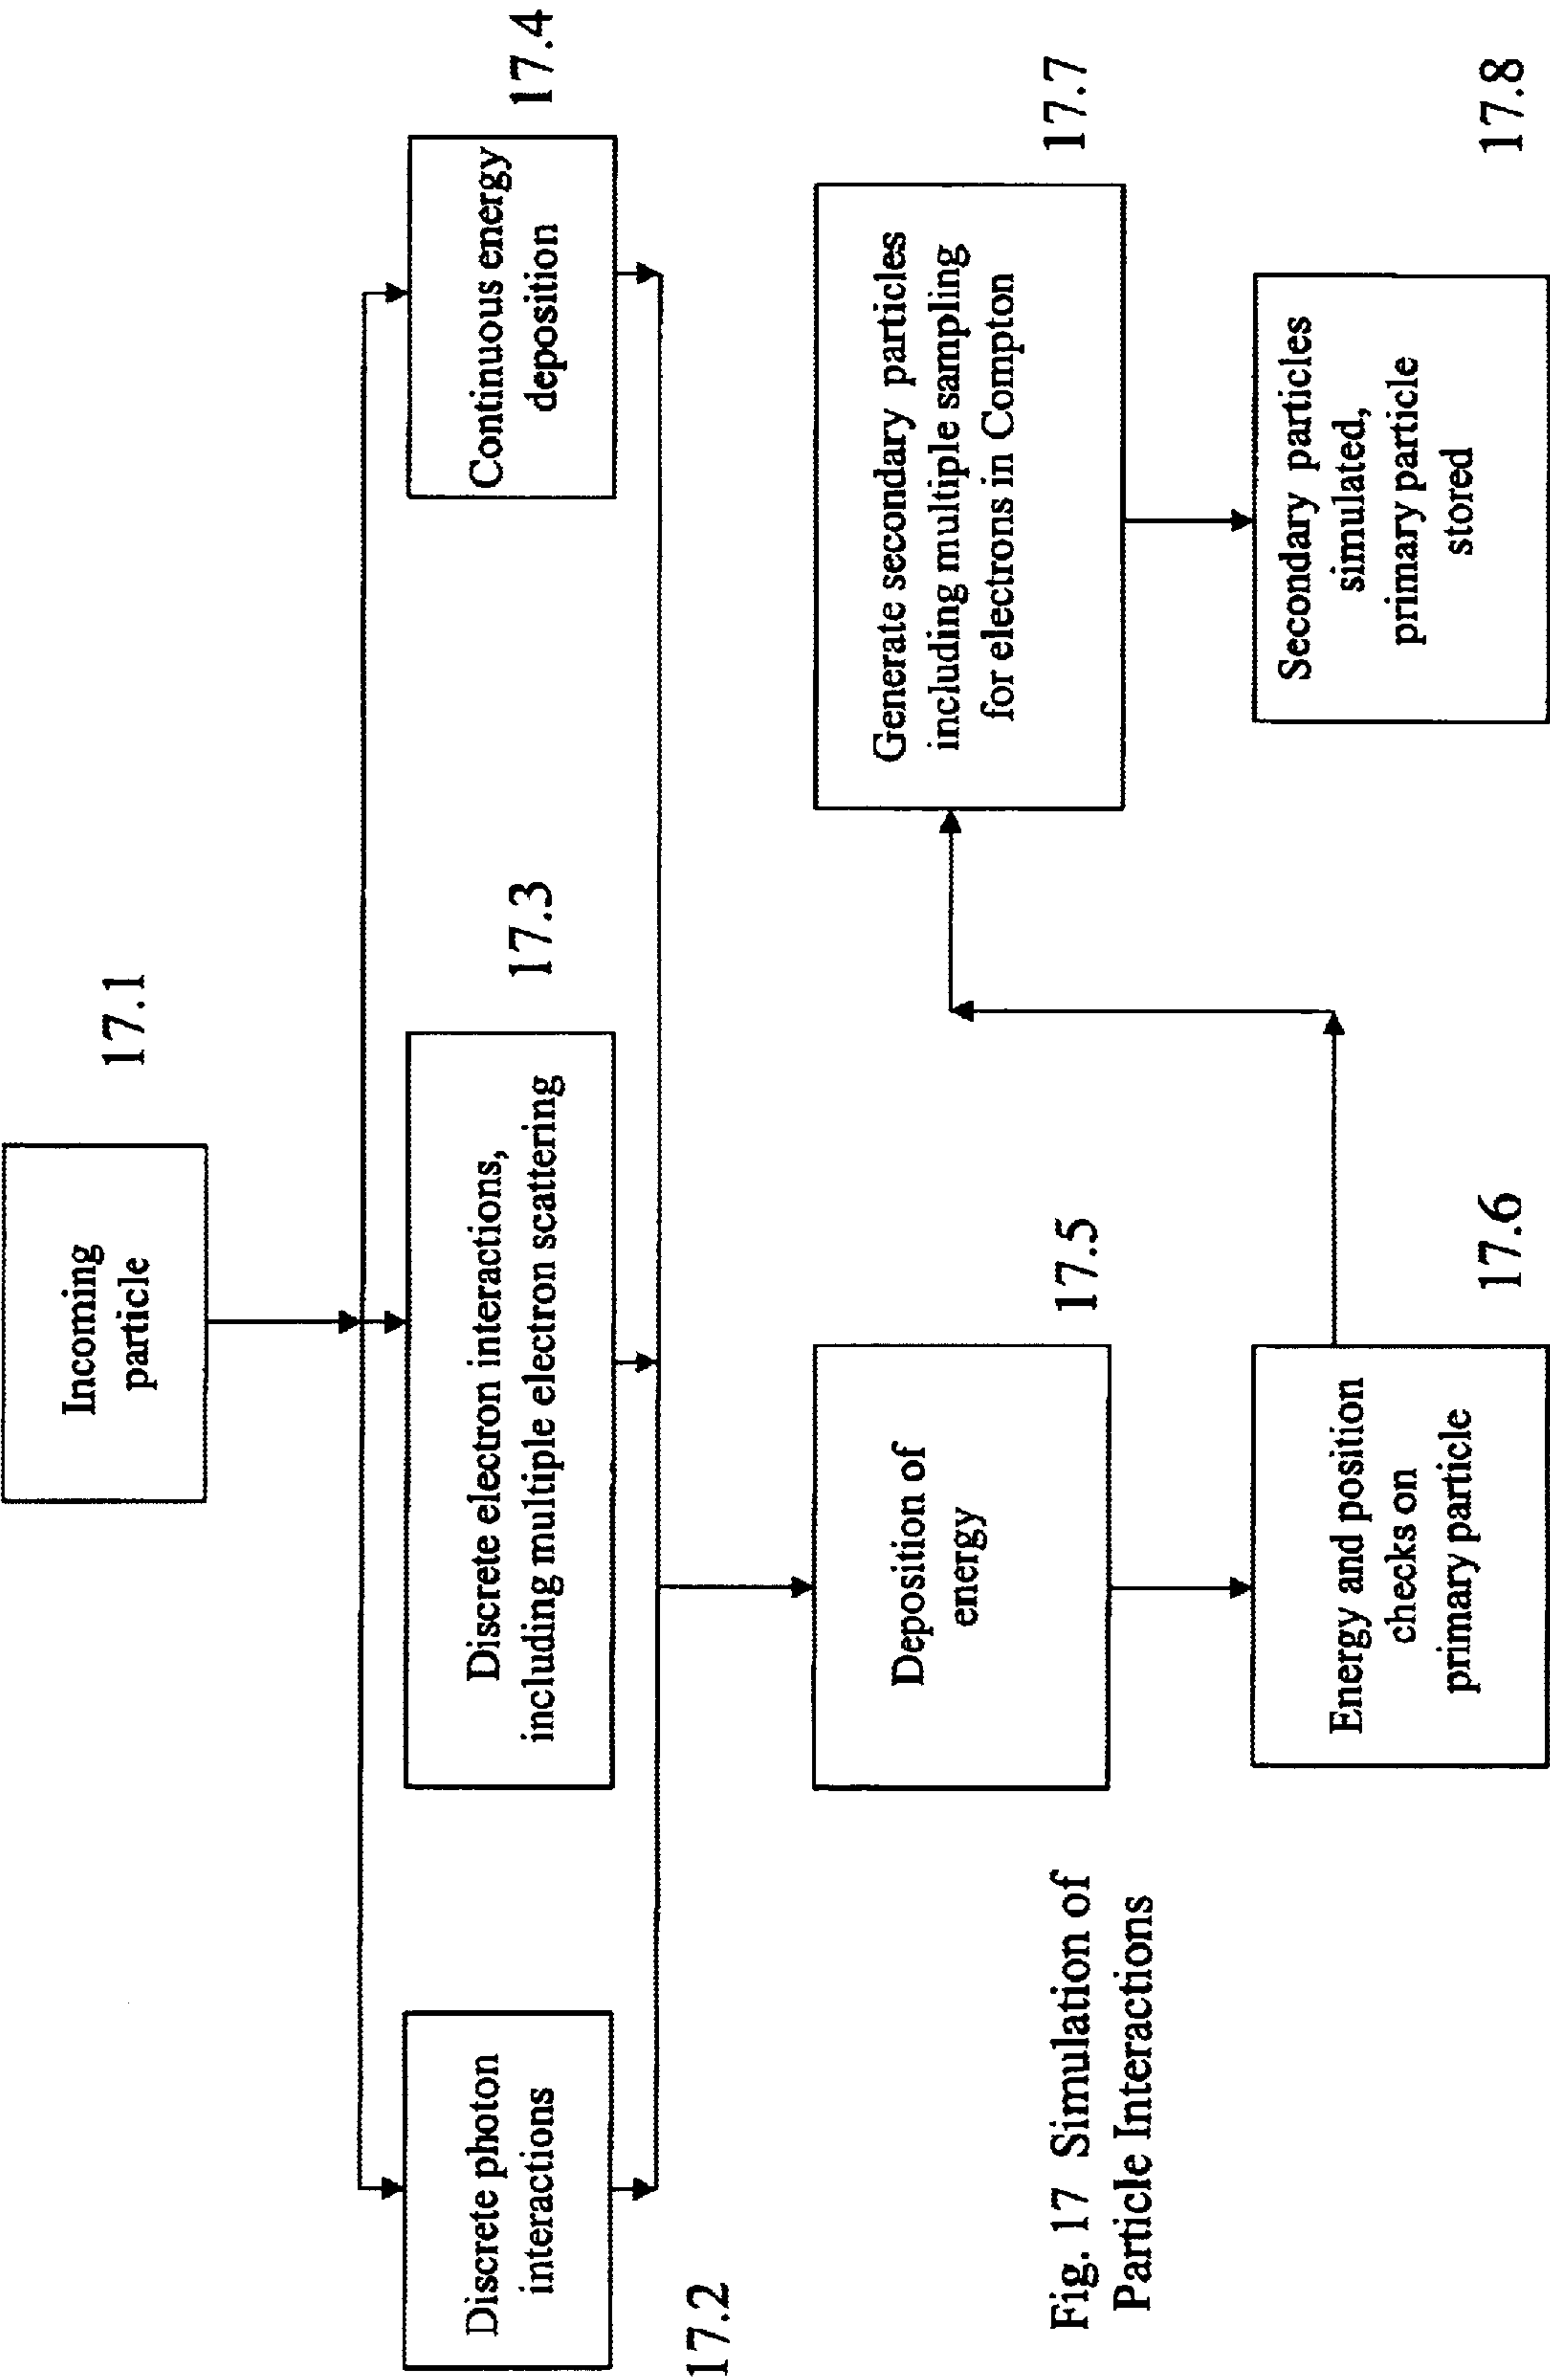 Incoming
particle
17.1
Discrete photon
interactions
17.2
Discrete electron interactions,
including multiple electron scattering
17.3
Continuous energy
deposition
17.4
Deposition of
energy
17.5
Generate secondary particles
including multiple sampling
for electrons in Compton
17.7
Energy and position
checks on
primary particle
17.6
Secondary particles
simulated,
primary particle
stored
17.8
Fig. 17 Simulation of
Particle Interactions